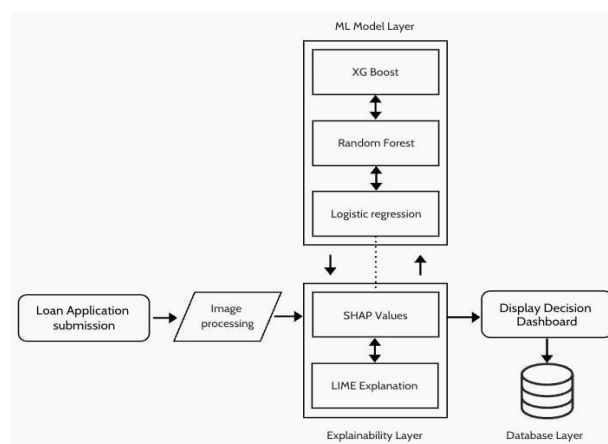 ML Model Layer
XG Boost
Random Forest
Logistic regression
Loan Application
submission
Image
processing
SHAP Values
LIME Explanation
Explainability Layer
Display Decision
Dashboard
Database Layer